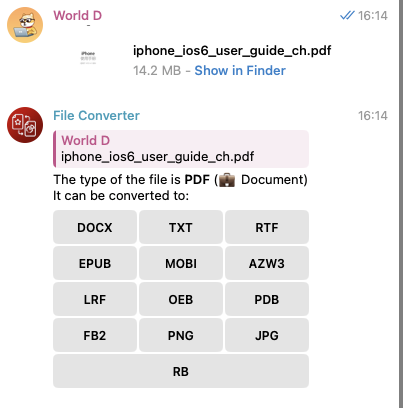 World D
16:14
iphone_ios6_user_guide_ch.pdf
14.2 MB - Show in Finder
File Converter
16:14
World D
iphone_ios6_user_guide_ch.pdf
The type of the file is PDF (💼 Document)
It can be converted to:
DOCX TXT RTF
EPUB MOBI AZW3
LRF OEB PDB
FB2 PNG JPG
RB